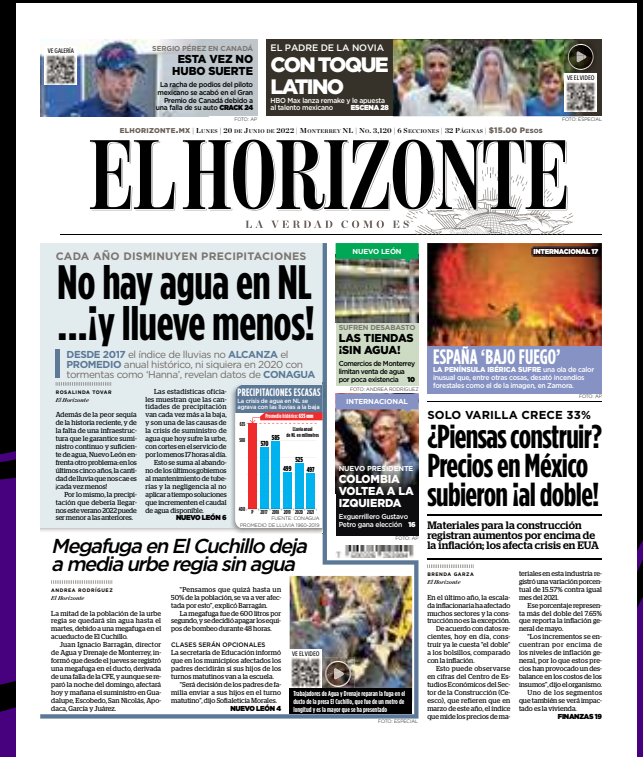 VE GALERÍA
SERGIO PÉREZ EN CANADÁ
ESTA VEZ NO
HUBO SUERTE
La racha de podios del piloto
mexicano se acabó en el Gran
Premio de Canadá debido a
una falla de su auto CRACK 24
FOTO: AP
EL PADRE DE LA NOVIA
CON TOQUE
LATINO
HBO Max lanza remake y le apuesta
al talento mexicano ESCENA 28
VE EL VIDEO
FOTO: ESPECIAL
ELHORIZONTE.MX | LUNES | 20 DE JUNIO DE 2022 | MONTERREY NL | No. 3,120 | 6 SECCIONES | 32 PÁGINAS | $15.00 PESOS
EL HORIZONTE
LA VERDAD COMO ES
CADA AÑO DISMINUYEN PRECIPITACIONES
No hay agua en NL
...¡y llueve menos!
DESDE 2017 el índice de lluvias no ALCANZA el
PROMEDIO anual histórico, ni siquiera en 2020 con
tormentas como 'Hanna', revelan datos de CONAGUA
ROSALINDA TOVAR
El Horizonte
Además de la peor sequía
de la historia reciente, y de
la falta de una infraestruc-
tura que le garantice sumi-
nistro continuo y suficien-
te de agua, Nuevo León en-
frenta otro problema: en los
últimos cinco años, la canti-
dad de lluvia que nos cae es
¡cada vez menos!
Por lo mismo, la precipi-
tación que debería llegar-
nos este verano 2022 puede
ser menor a las anteriores.
Las estadísticas oficia-
les muestran que las can-
tidades de precipitación
van cada vez más a la baja,
y son una de las causas de
la crisis de suministro de
agua que hoy sufre la urbe,
con cortes en el servicio de
por lo menos 17 horas al día.
Esto se suma al abando-
no de los últimos gobiernos
al mantenimiento de tube-
rías y la negligencia al no
aplicar a tiempo soluciones
que incrementen el caudal
de agua disponible.
NUEVO LEÓN 6
PRECIPITACIONES ESCASAS
La crisis de agua en NL se
agrava con las lluvias a la baja
Promedio histórico: 635 mm
Lluvia anual
de NL en milímetros
635
570
585
499
525
497
P 2017 2018 2019 2020 2021
FUENTE: CONAGUA
PROMEDIO DE LLUVIA 1980-2019
NUEVO LEÓN
SUFREN DESABASTO
LAS TIENDAS
¡SIN AGUA!
Comercios de Monterrey
limitan venta de agua
por poca existencia 10
FOTO: ANDREA RODRÍGUEZ
INTERNACIONAL
NUEVO PRESIDENTE
COLOMBIA
VOLTEA A LA
IZQUIERDA
Exguerrillero Gustavo
Petro gana elección 16
FOTO: AP
INTERNACIONAL 17
ESPAÑA 'BAJO FUEGO'
LA PENÍNSULA IBÉRICA SUFRE una ola de calor
inusual que, entre otras cosas, desató incendios
forestales como el de la imagen, en Zamora.
FOTO: AP
SOLO VARILLA CRECE 33%
¿Piensas construir?
Precios en México
subieron ¡al doble!
Materiales para la construcción
registran aumentos por encima de
la inflación; los afecta crisis en EUA
BRENDA GARZA
El Horizonte
En el último año, la escala-
da inflacionaria ha afectado
muchos sectores y la cons-
trucción no es la excepción.
De acuerdo con datos re-
cientes, hoy en día, cons-
truir ya le cuesta "el doble"
a los bolsillos, comparado
con la inflación.
Esto puede observarse
en cifras del Centro de Es-
tudios Económicos del Sec-
tor de la Construcción (Ce-
esco), que refieren que en
marzo de este año, el índice
que mide los precios de ma-
teriales en esta industria re-
gistró una variación porcen-
tual de 15.57% contra igual
mes del 2021.
Ese porcentaje represen-
ta más del doble del 7.65%
que reporta la inflación ge-
neral de mayo.
"Los incrementos se en-
cuentran por encima de
los niveles de inflación ge-
neral, por lo que estos pre-
cios han provocado un des-
balance en los costos de los
insumos", dijo el organismo.
Uno de los segmentos
que también se verá impac-
tado es la vivienda.
FINANZAS 19
Megafuga en El Cuchillo deja
a media urbe regia sin agua
ANDREA RODRÍGUEZ
El Horizonte
La mitad de la población de la urbe
regia se quedará sin agua hasta el
martes, debido a una megafuga en el
acueducto de El Cuchillo.
Juan Ignacio Barragán, director
de Agua y Drenaje de Monterrey, in-
formó que desde el jueves se registró
una megafuga en el ducto, derivada
de una falla de la CFE, y aunque se re-
paró la noche del domingo, afectará
hoy y mañana el suministro en Gua-
dalupe, Escobedo, San Nicolás, Apo-
daca, García y Juárez.
"Pensamos que quizá hasta un
50% de la población, se va a ver afec-
tada por esto", explicó Barragán.
La megafuga fue de 600 litros por
segundo, y se decidió apagar los equi-
pos de bombeo durante 48 horas.
CLASES SERÁN OPCIONALES
La secretaría de Educación informó
que en los municipios afectados los
padres decidirán si sus hijos de los
turnos matutinos van a la escuela.
"Será decisión de los padres de fa-
milia enviar a sus hijos en el turno
matutino", dijo Sofialeticia Morales.
NUEVO LEÓN 4
VE EL VIDEO
Trabajadores de Agua y Drenaje reparan la fuga en el
ducto de la presa El Cuchillo, que fue de un metro de
longitud y es la mayor que se ha presentado
FOTO: ESPECIAL